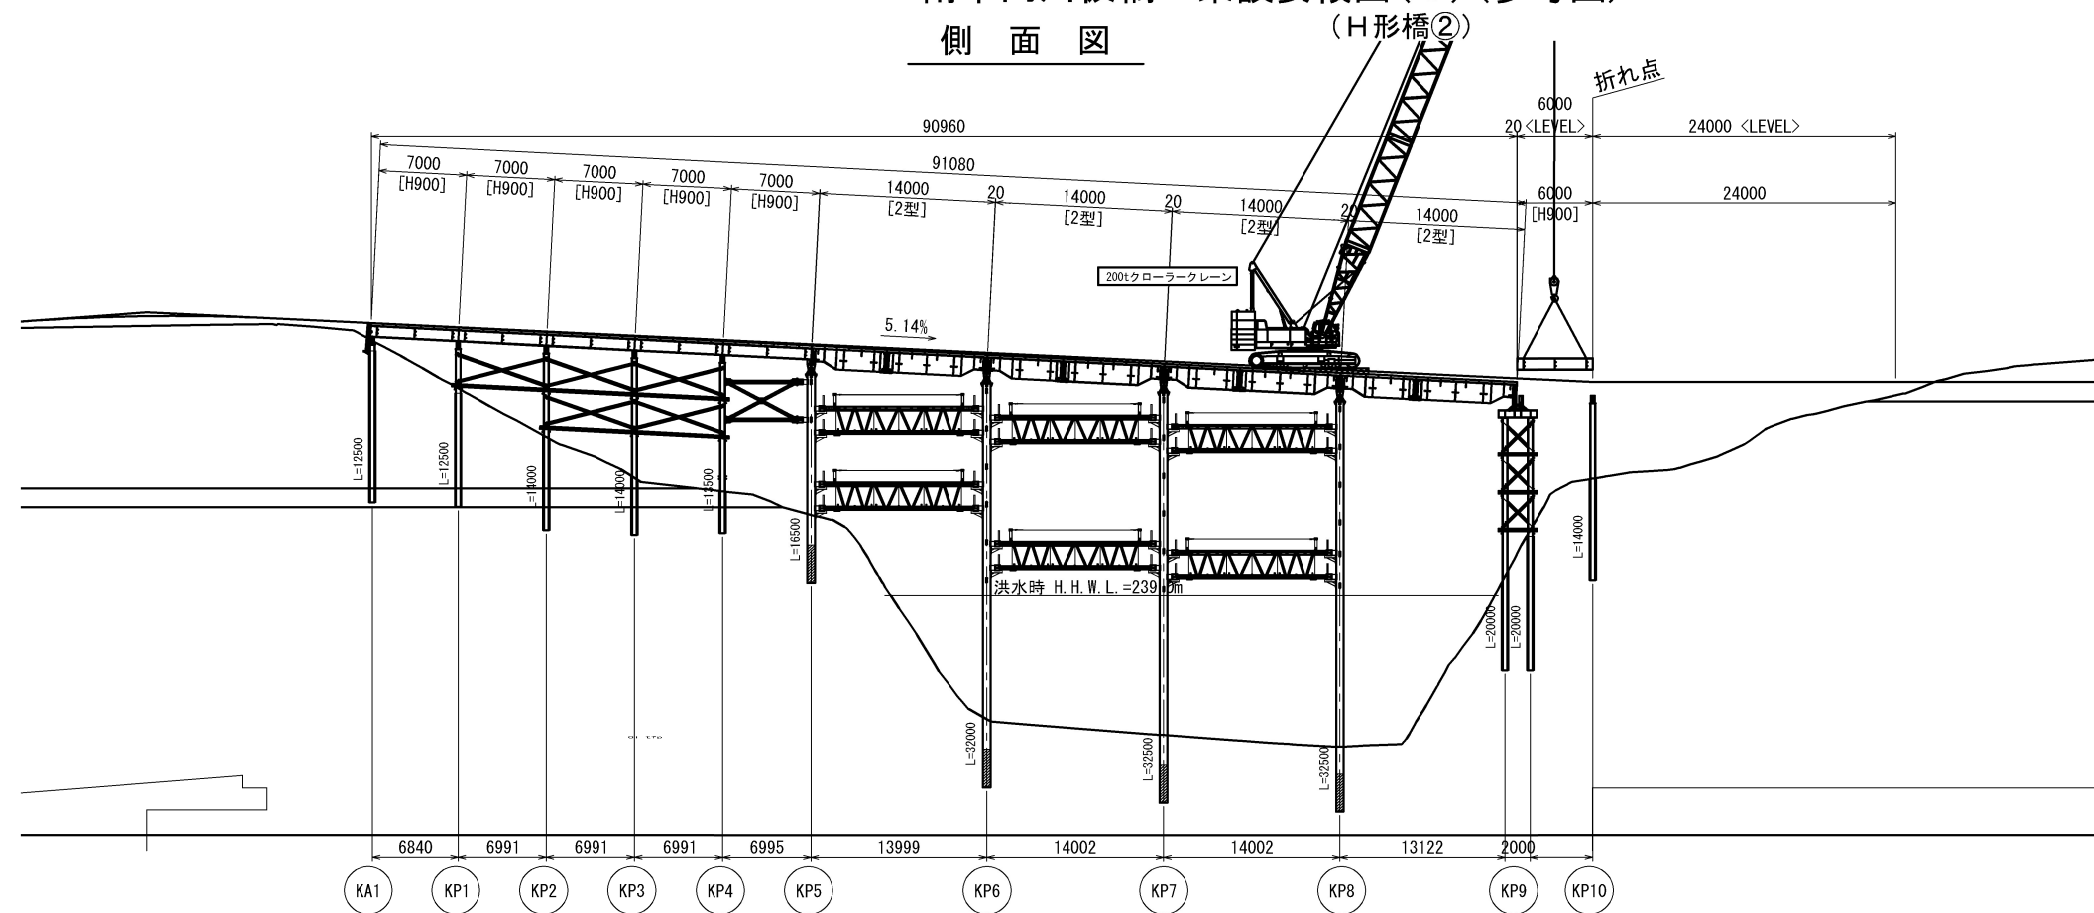 (H形橋②)
側 面 図
折れ点
6000
90960
20 <LEVEL>
24000 <LEVEL>
91080
7000
[H900]
7000
[H900]
7000
[H900]
7000
[H900]
7000
[H900]
14000
[2型]
20
14000
[2型]
20
14000
[2型]
20
14000
[2型]
6000
[H900]
24000
200tクローラークレーン
5.14%
L=12500
L=12500
L=14000
L=14000
L=13500
L=16500
L=32000
L=32500
L=32500
L=20000
L=20000
L=14000
洪水時 H.H.W.L.=239
6840
6991
6991
6991
6995
13999
14002
14002
13122
2000
KA1
KP1
KP2
KP3
KP4
KP5
KP6
KP7
KP8
KP9
KP10